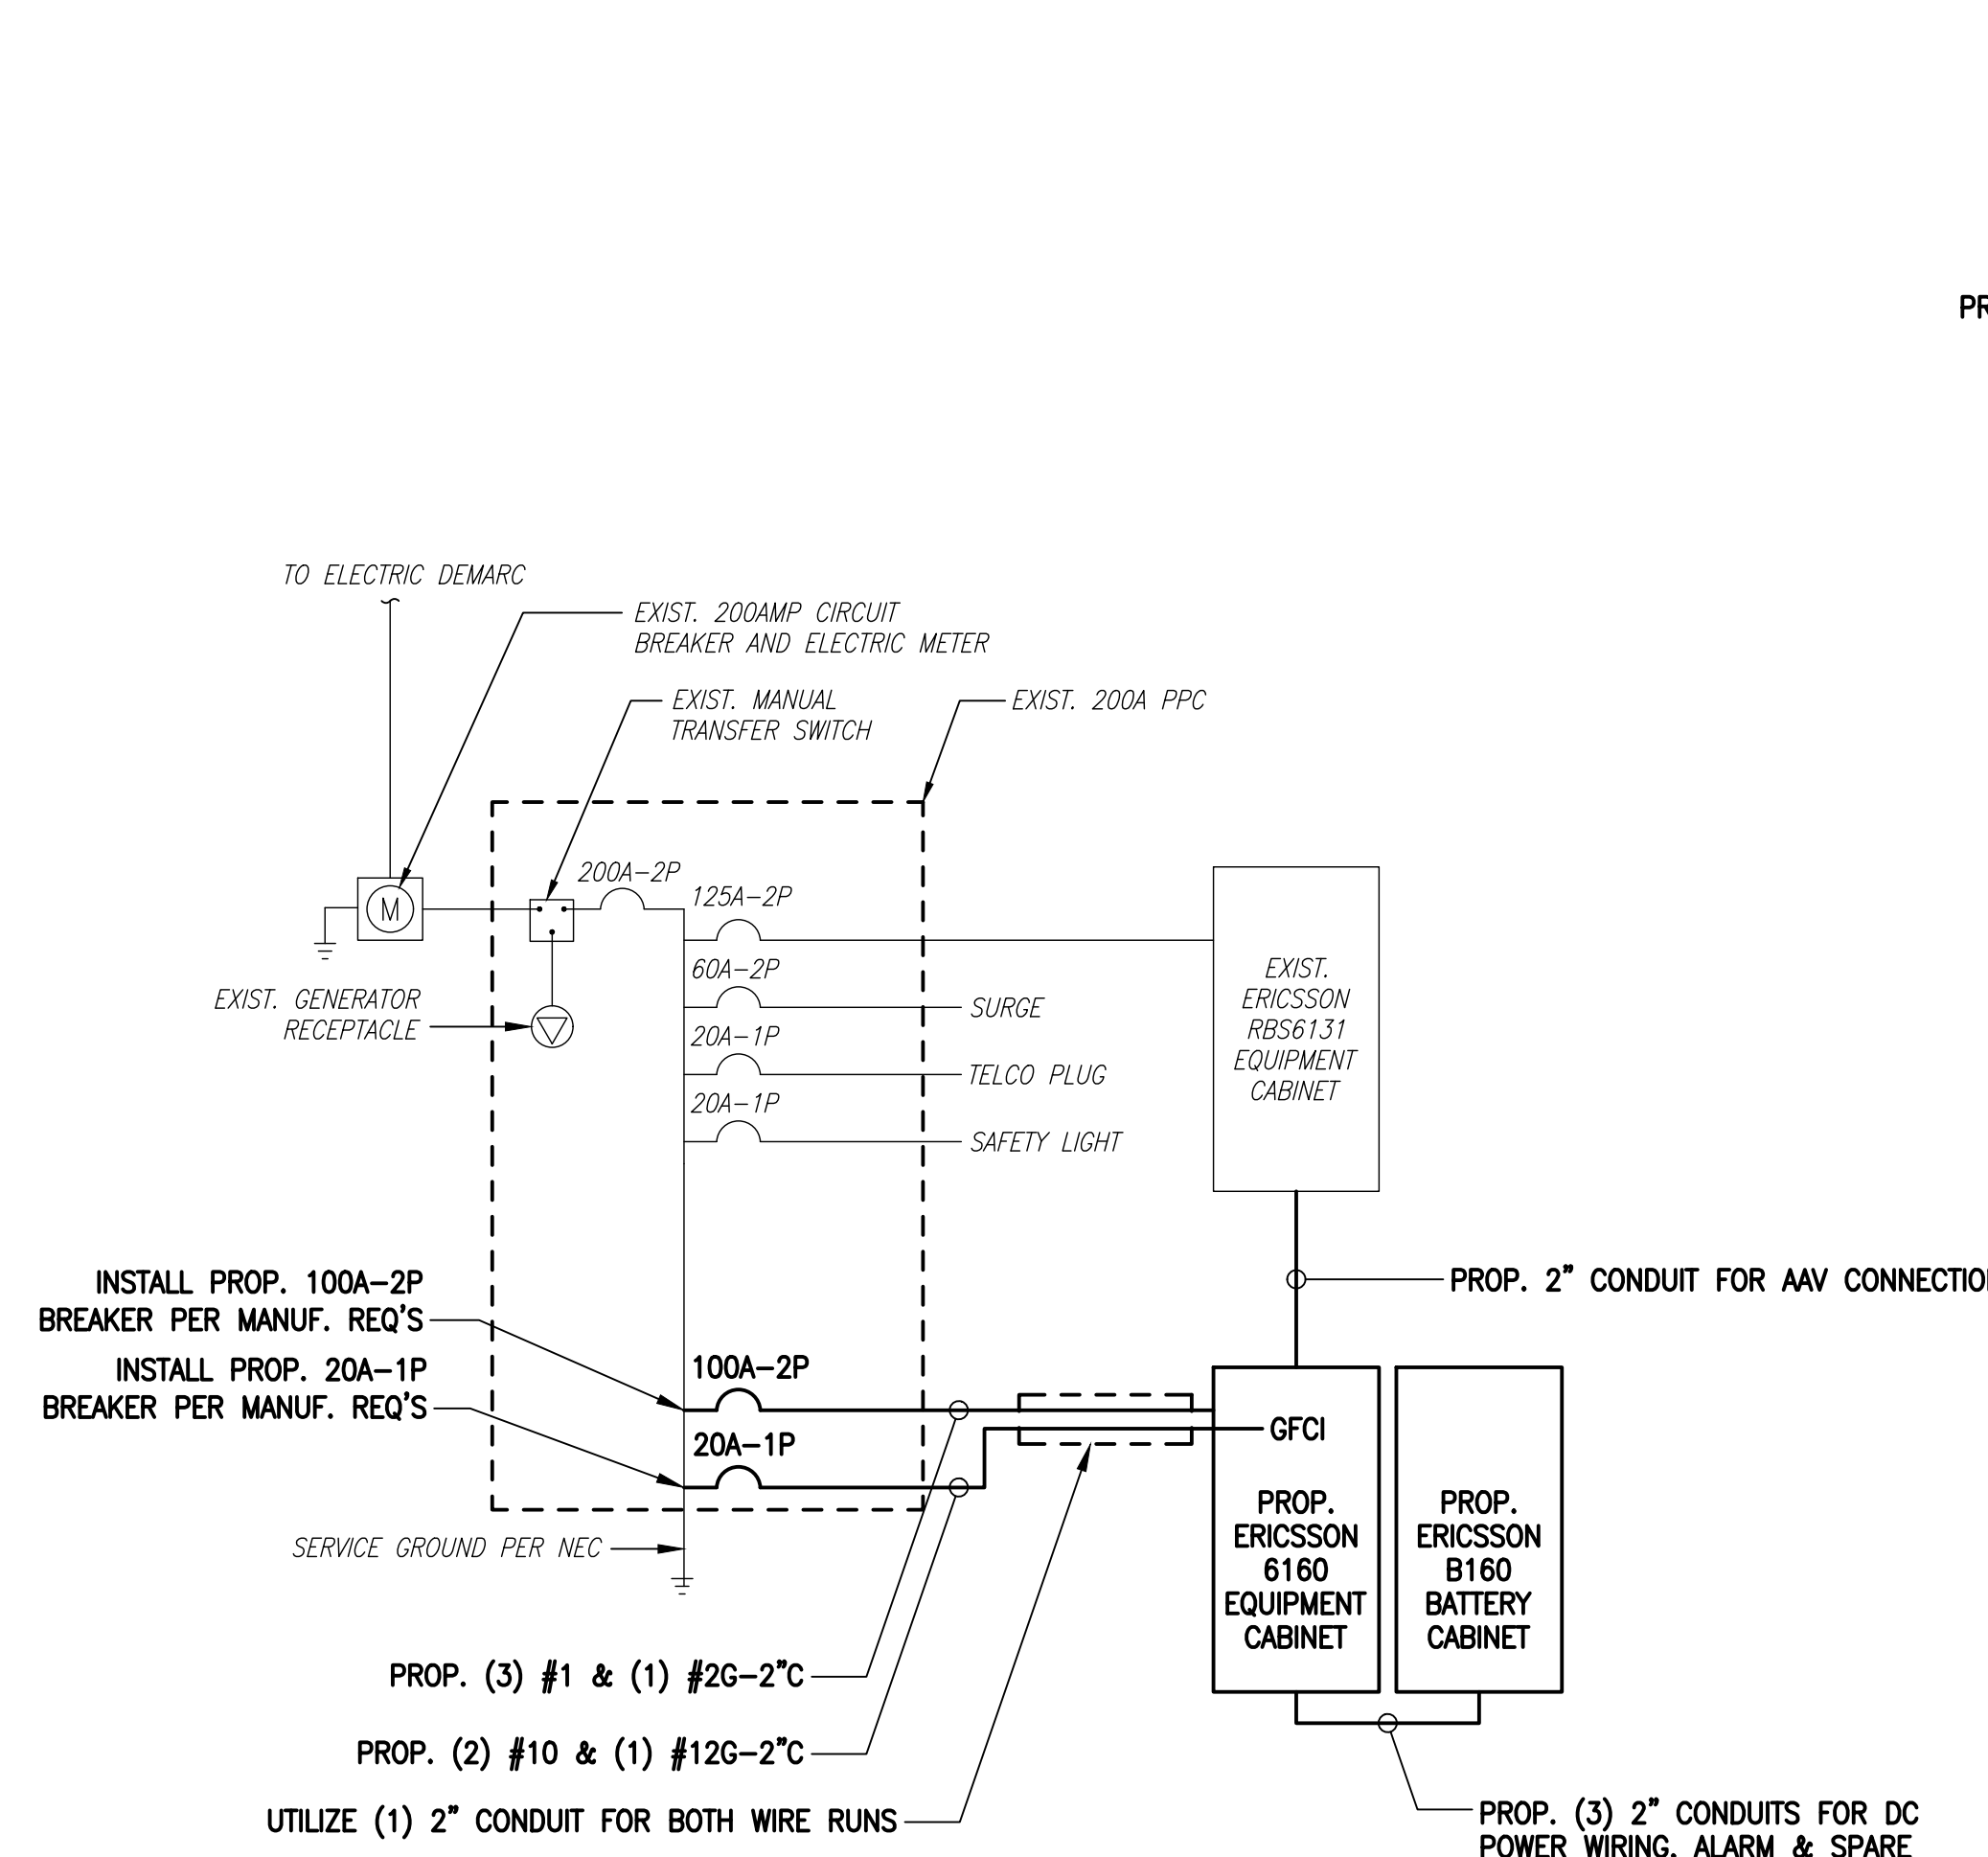 PR
TO ELECTRIC DEMARC
EXIST. 200AMP CIRCUIT
BREAKER AND ELECTRIC METER
EXIST. MANUAL
TRANSFER SWITCH
EXIST. 200A PPC
200A-2P
125A-2P
M
60A-2P
SURGE
20A-1P
TELCO PLUG
20A-1P
SAFETY LIGHT
EXIST. GENERATOR
RECEPTACLE
EXIST.
ERICSSON
RBS6131
EQUIPMENT
CABINET
PROP. 2" CONDUIT FOR AAV CONNECTIO
INSTALL PROP. 100A-2P
BREAKER PER MANUF. REQ'S
INSTALL PROP. 20A-1P
BREAKER PER MANUF. REQ'S
100A-2P
20A-1P
GFCI
PROP.
ERICSSON
6160
EQUIPMENT
CABINET
PROP.
ERICSSON
B160
BATTERY
CABINET
SERVICE GROUND PER NEC
PROP. (3) #1 & (1) #2G-2"C
PROP. (2) #10 & (1) #12G-2"C
UTILIZE (1) 2" CONDUIT FOR BOTH WIRE RUNS
PROP. (3) 2" CONDUITS FOR DC
POWER WIRING, ALARM & SPARE